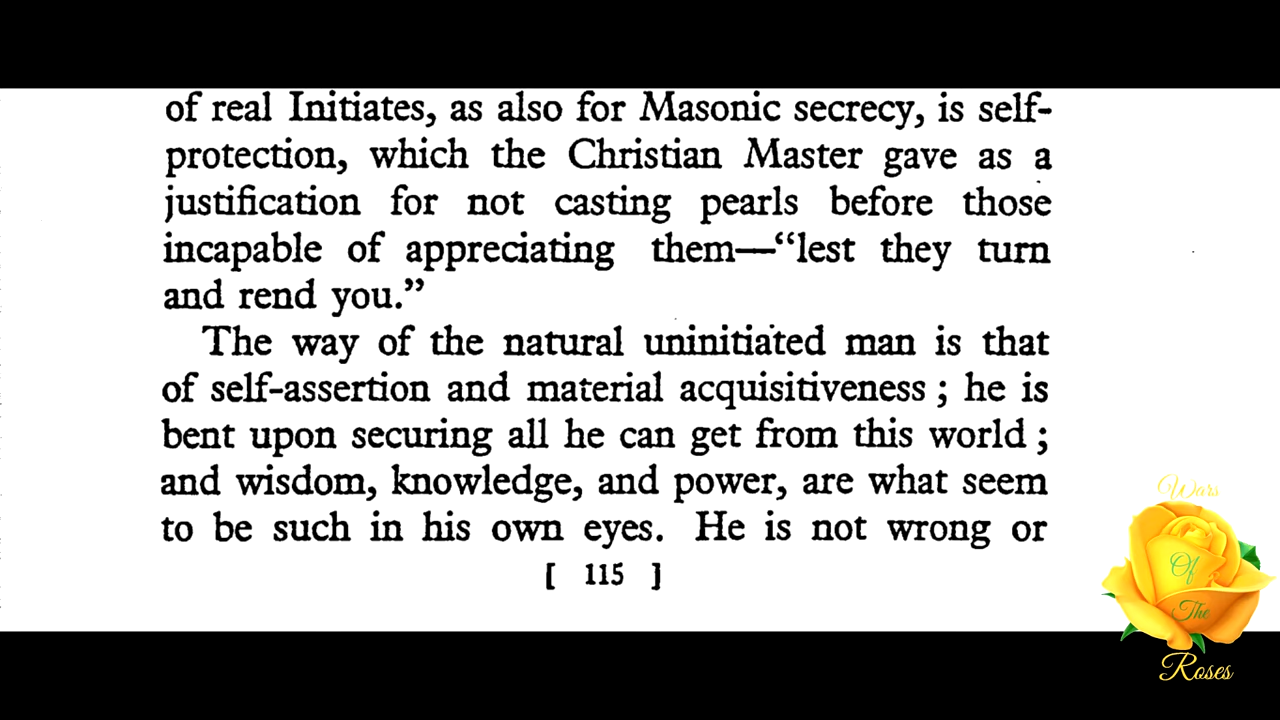 of real Initiates, as also for Masonic secrecy, is self-
protection, which the Christian Master gave as a
justification for not casting pearls before those
incapable of appreciating them—“lest they turn
and rend you.”
The way of the natural uninitiated man is that
of self-assertion and material acquisitiveness ; he is
bent upon securing all he can get from this world ;
and wisdom, knowledge, and power, are what seem
to be such in his own eyes. He is not wrong or
[ 115 ]
Wars
Of
The
Roses